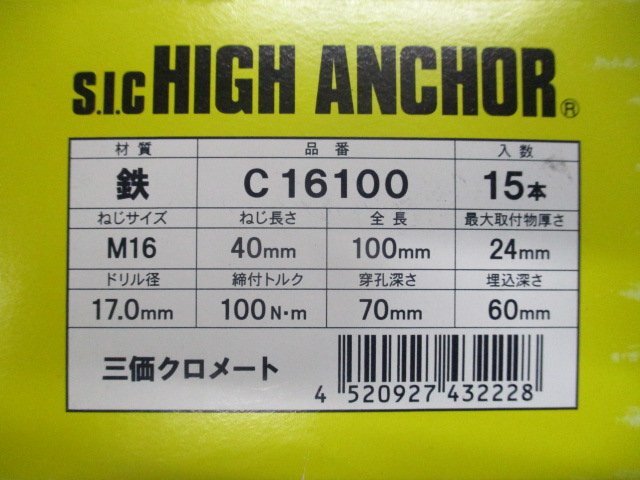 S.I.C HIGH ANCHOR ®
材質 品番 入数
鉄 C 16100 15本
ねじサイズ ねじ長さ 全長 最大取付物厚さ
M16 40mm 100mm 24mm
ドリル径 締付トルク 穿孔深さ 埋込深さ
17.0mm 100N·m 70mm 60mm
三価クロメート
4 520927 432228